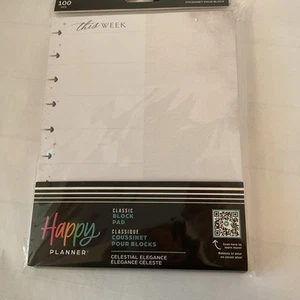 100
this WEEK
Happy
PLANNER
CLASSIC
BLOCK
PAD
CLASSIQUE
COUSSINET
POUR BLOCKS
CELESTIAL ELEGANCE
ÉLÉGANCE CÉLESTE